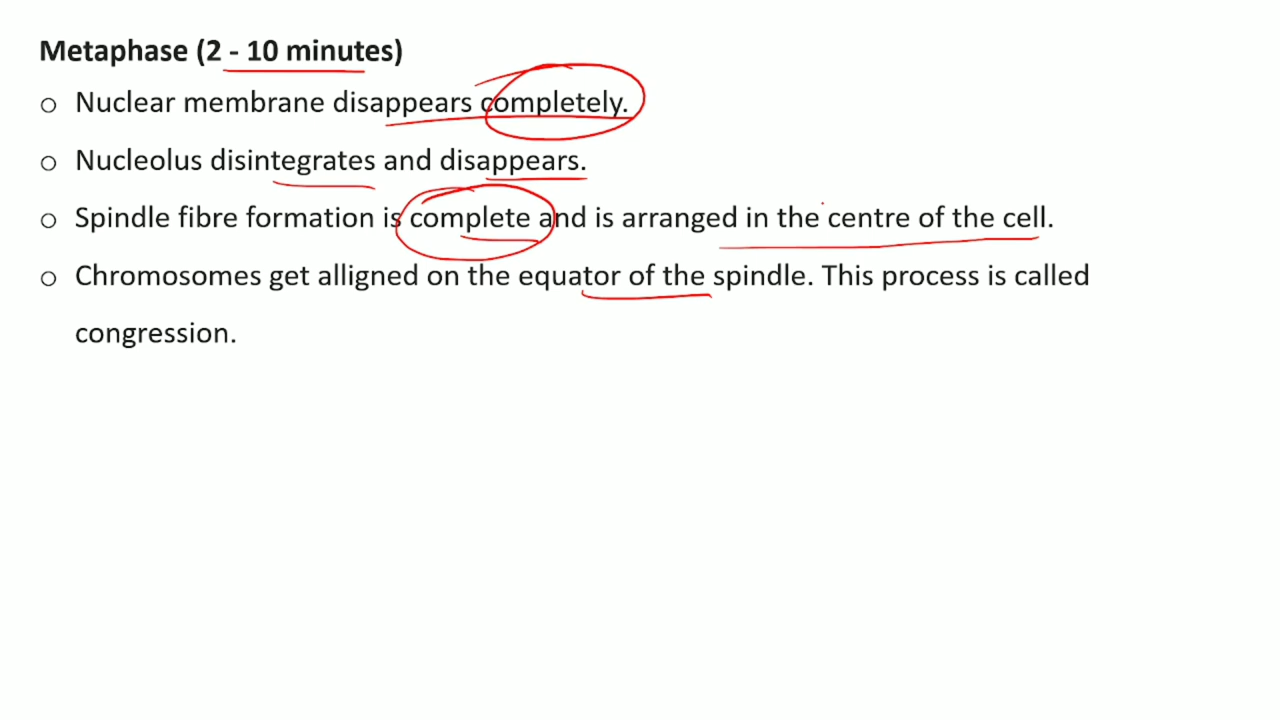 Metaphase (2 - 10 minutes)
o Nuclear membrane disappears completely.
o Nucleolus disintegrates and disappears.
o Spindle fibre formation is complete and is arranged in the centre of the cell.
o Chromosomes get alligned on the equator of the spindle. This process is called
congression.